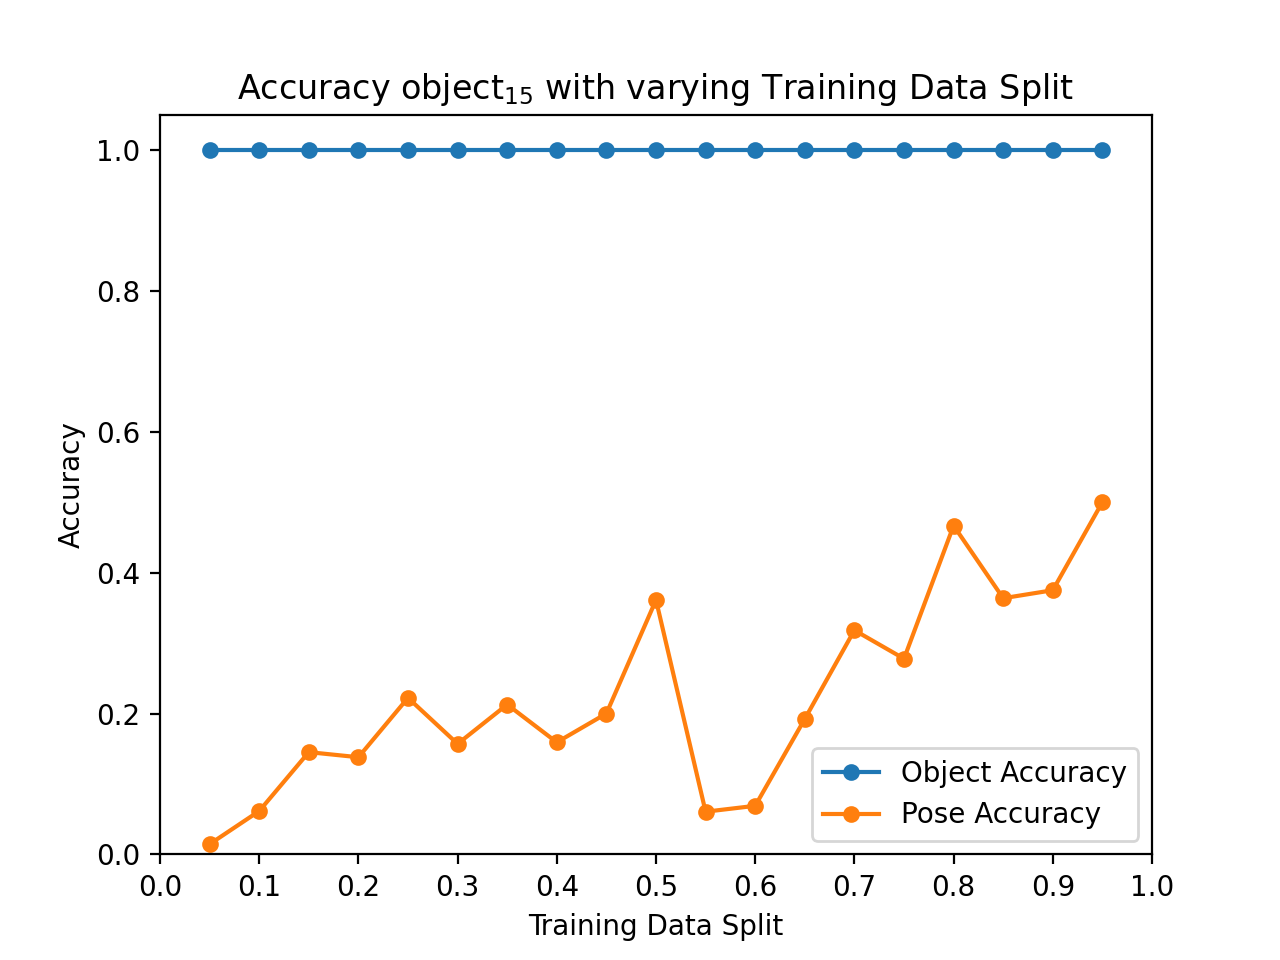 Accuracy object₁₅ with varying Training Data Split
1.0
0.8
0.6
0.4
0.2
0.0
Accuracy
Object Accuracy
Pose Accuracy
0.0 0.1 0.2 0.3 0.4 0.5 0.6 0.7 0.8 0.9 1.0
Training Data Split